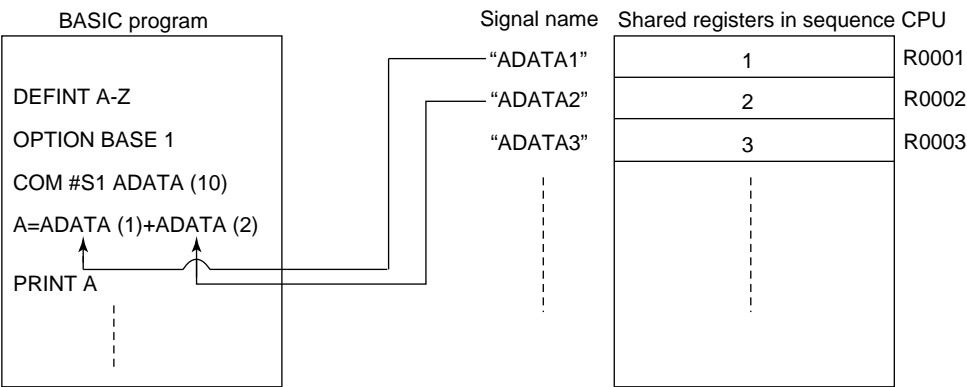 BASIC program
Signal name
Shared registers in sequence CPU
“ADATA1”
1
R0001
DEFINT A-Z
“ADATA2”
2
R0002
OPTION BASE 1
“ADATA3”
3
R0003
COM #S1 ADATA (10)
A=ADATA (1)+ADATA (2)
PRINT A